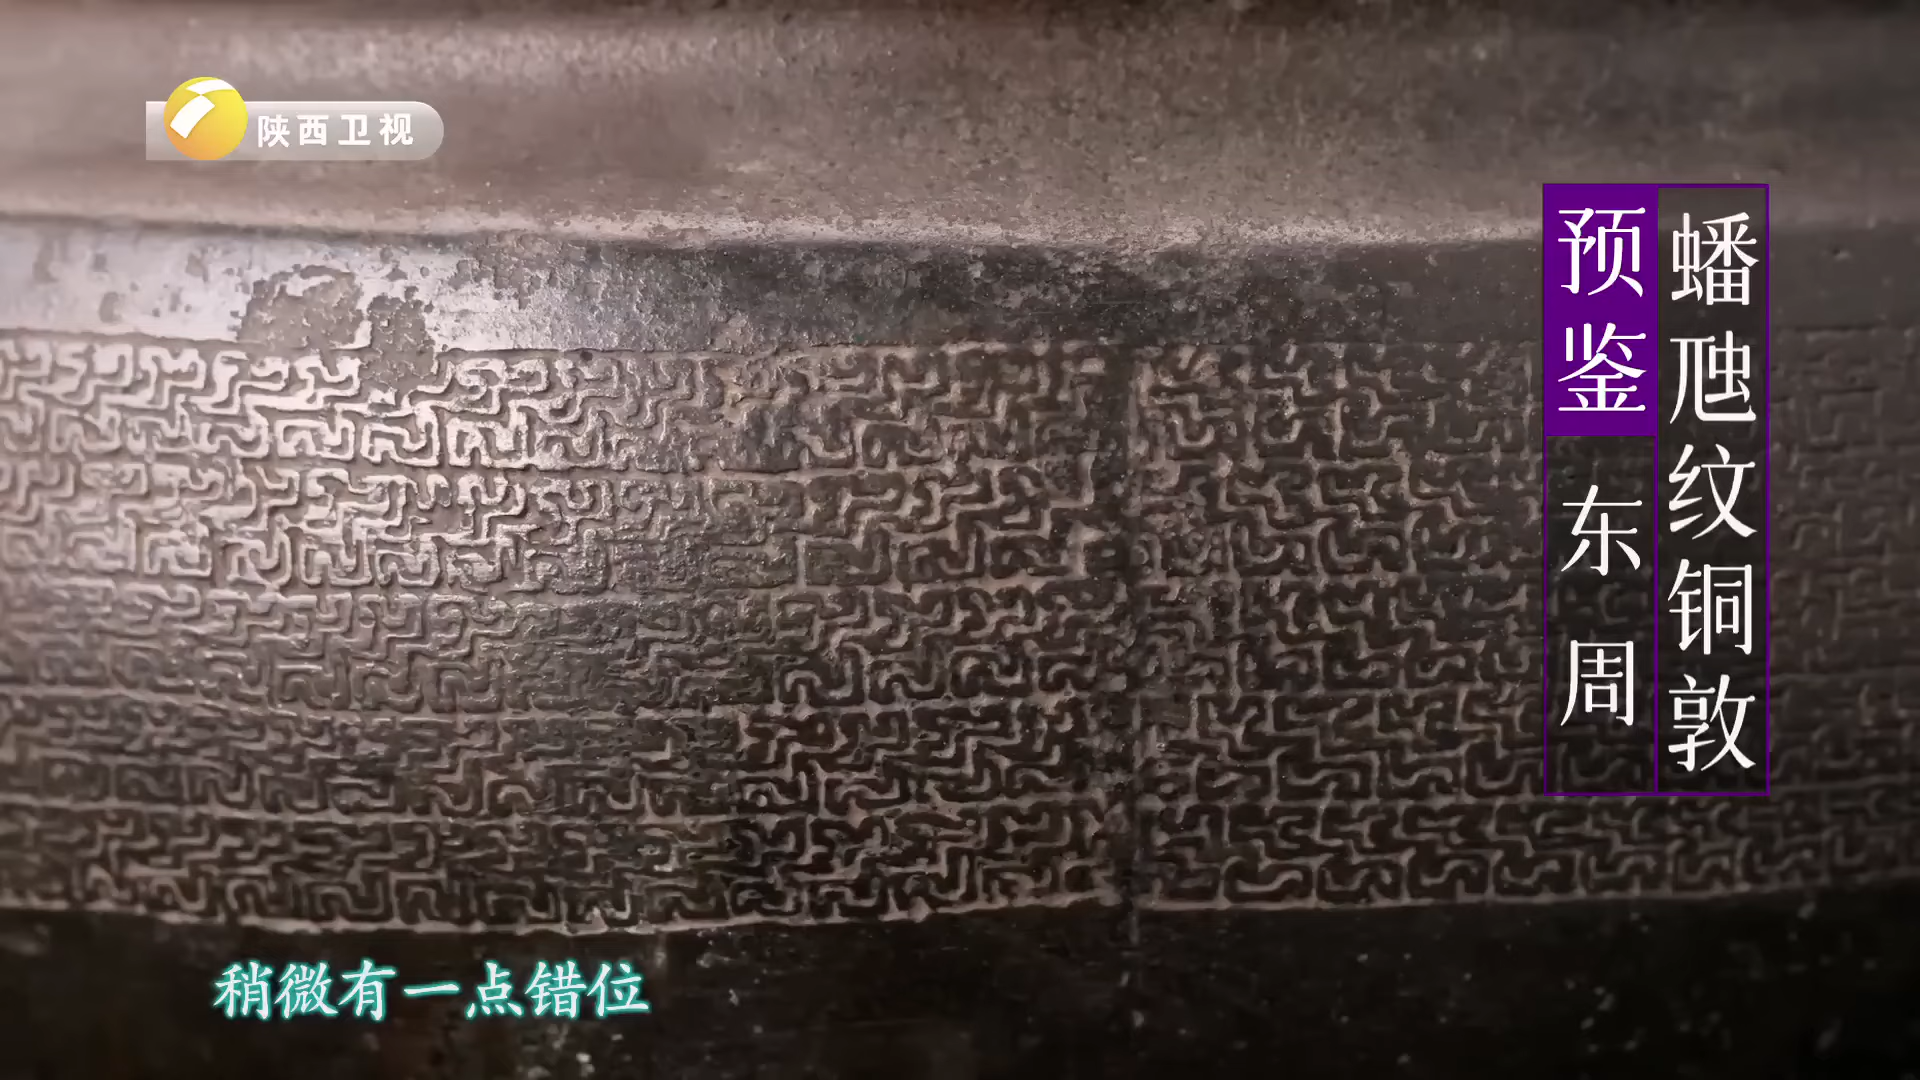 陕西卫视
蟠虺纹铜敦
预鉴
东周
稍微有一点错位